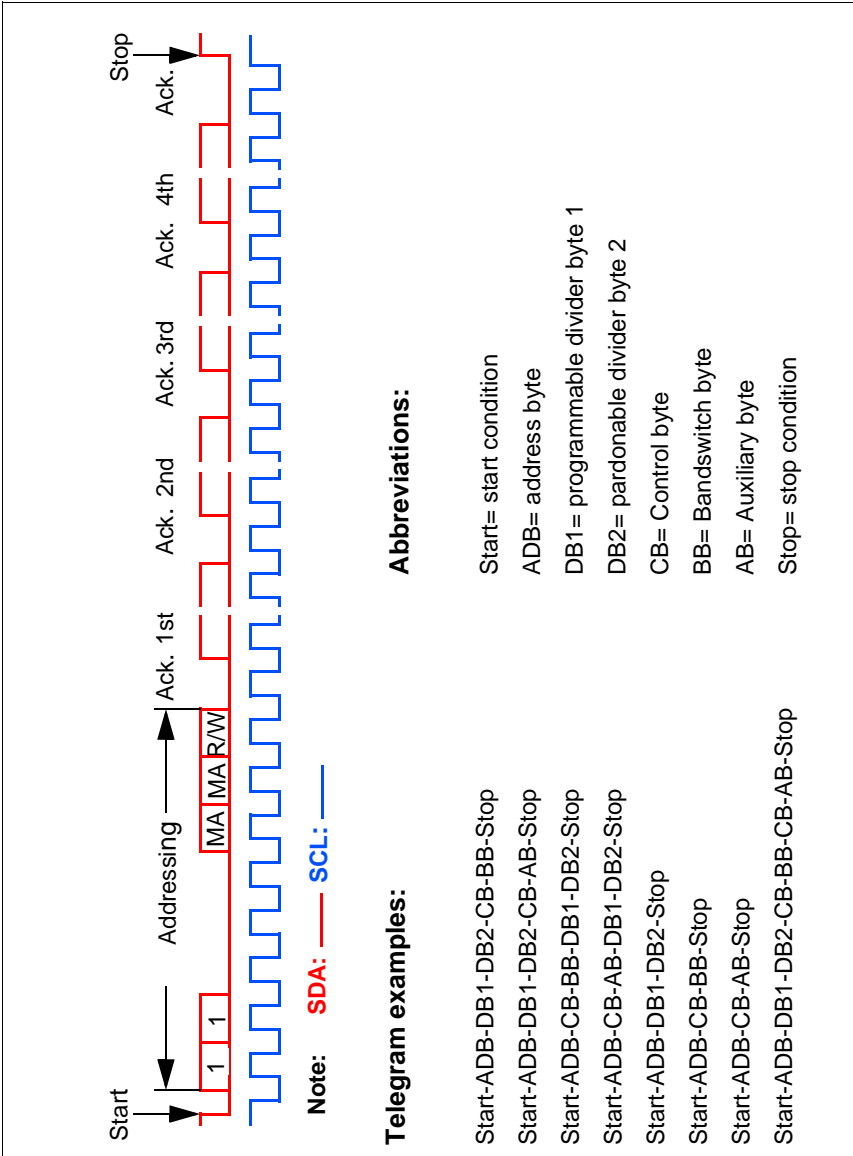 Start
Addressing
Ack. 1st
Ack. 2nd
Ack. 3rd
Ack. 4th
Ack.
Stop
1 1 MA MA R/W
Note: SDA: SCL:
Telegram examples:
Start-ADB-DB1-DB2-CB-BB-Stop
Start-ADB-DB1-DB2-CB-AB-Stop
Start-ADB-CB-BB-DB1-DB2-Stop
Start-ADB-CB-AB-DB1-DB2-Stop
Start-ADB-DB1-DB2-Stop
Start-ADB-CB-BB-Stop
Start-ADB-CB-AB-Stop
Start-ADB-DB1-DB2-CB-BB-CB-AB-Stop
Abbreviations:
Start= start condition
ADB= address byte
DB1= programmable divider byte 1
DB2= pardonable divider byte 2
CB= Control byte
BB= Bandswitch byte
AB= Auxiliary byte
Stop= stop condition